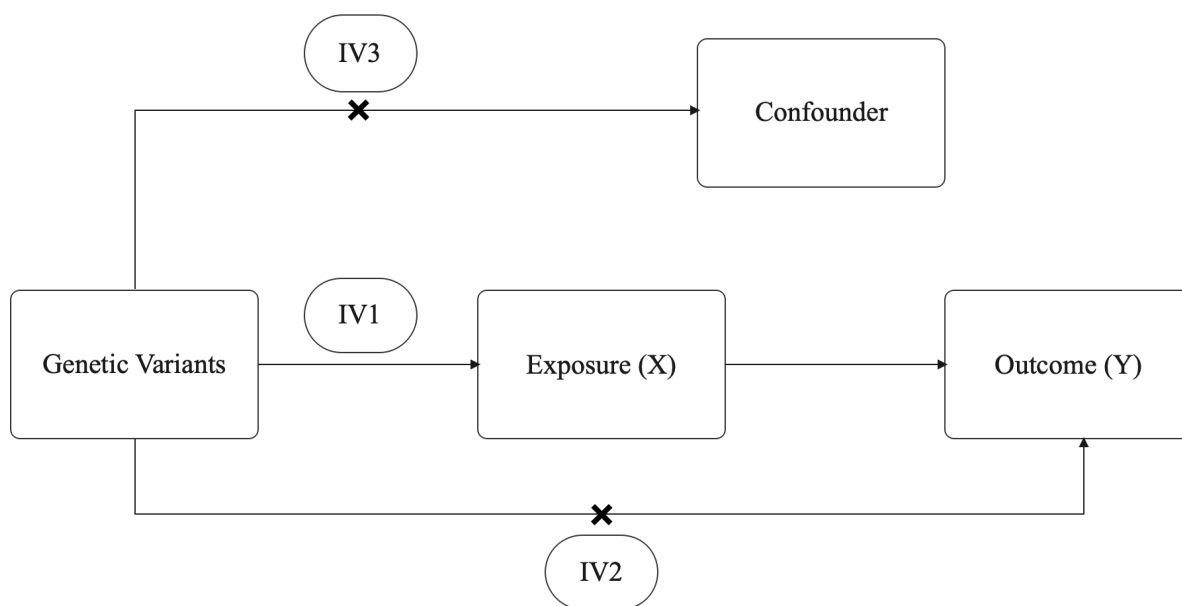 IV3
Confounder
IV1
Genetic Variants
Exposure (X)
Outcome (Y)
IV2